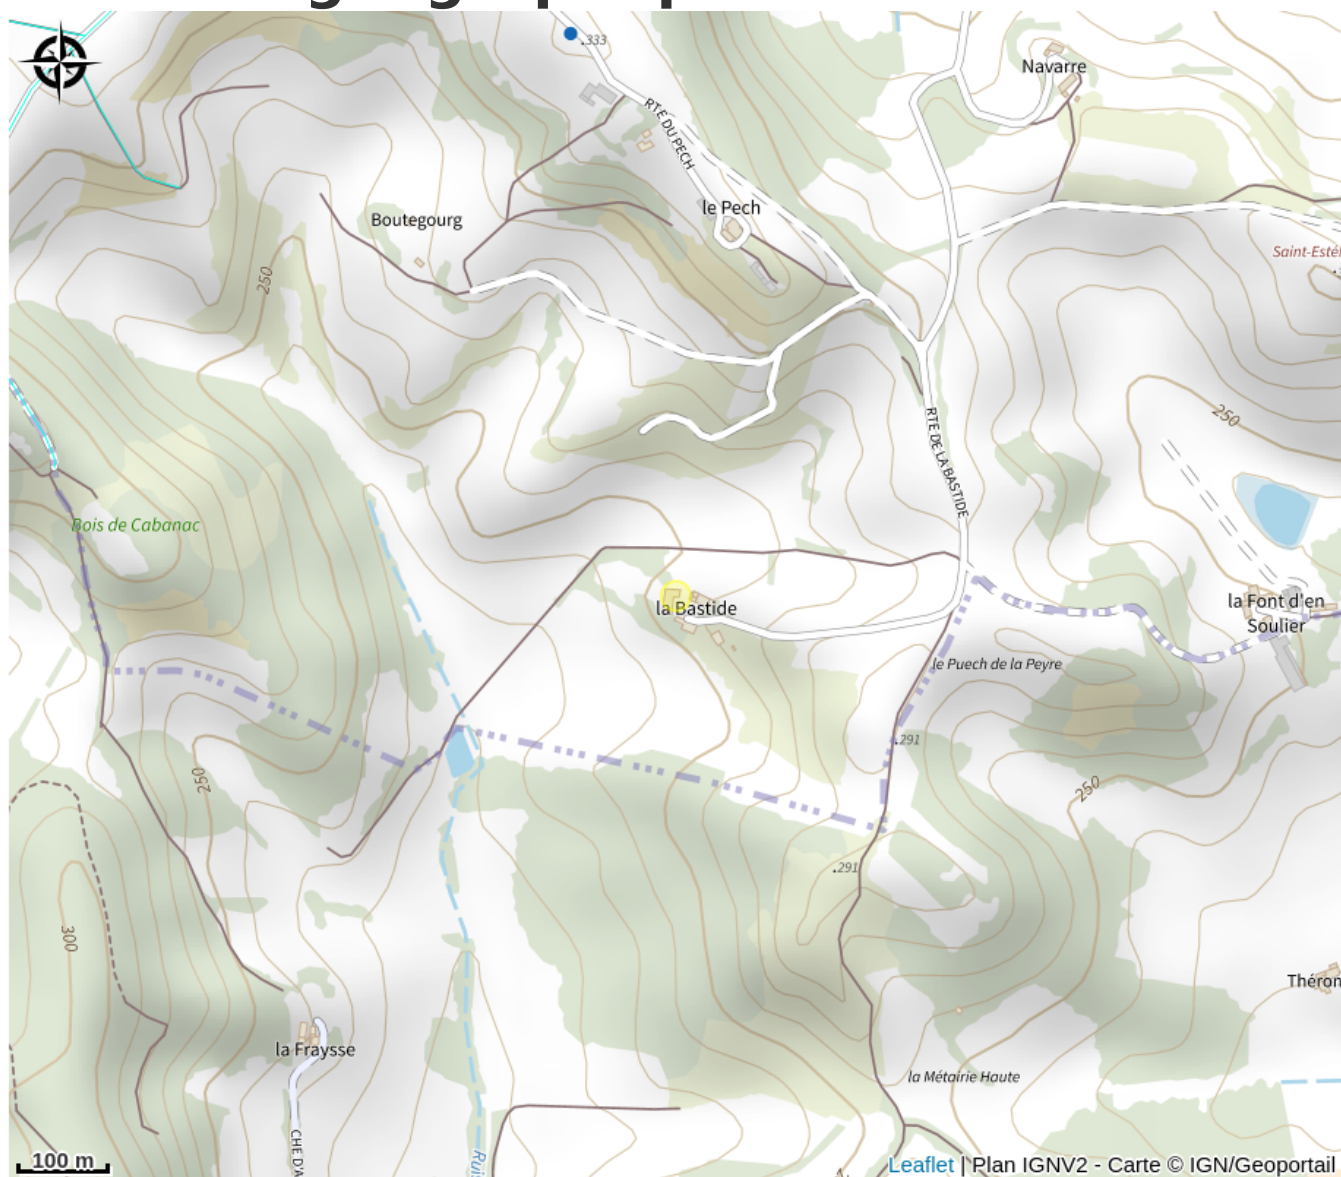 .333
Navarre
RTE DU PECH
le Pech
Boutegourg
Saint-Esté
250
250
RTE DE LA BASTIDE
Bois de Cabanac
la Bastide
la Font d'en
Soulier
le Puech de la Peyre
.291
250
250
.291
300
Théron
la Fraysse
la Métairie Haute
CHE D'A
Ruis
100 m
Leaflet | Plan IGNV2 - Carte © IGN/Geoportail